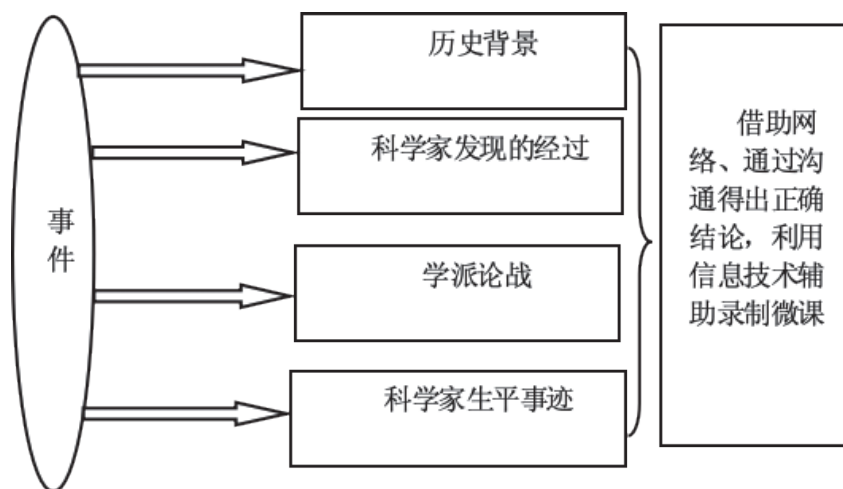 事
件
历史背景
科学家发现的经过
学派论战
科学家生平事迹
借助网
络、通过沟
通得出正确
结论，利用
信息技术辅
助录制微课